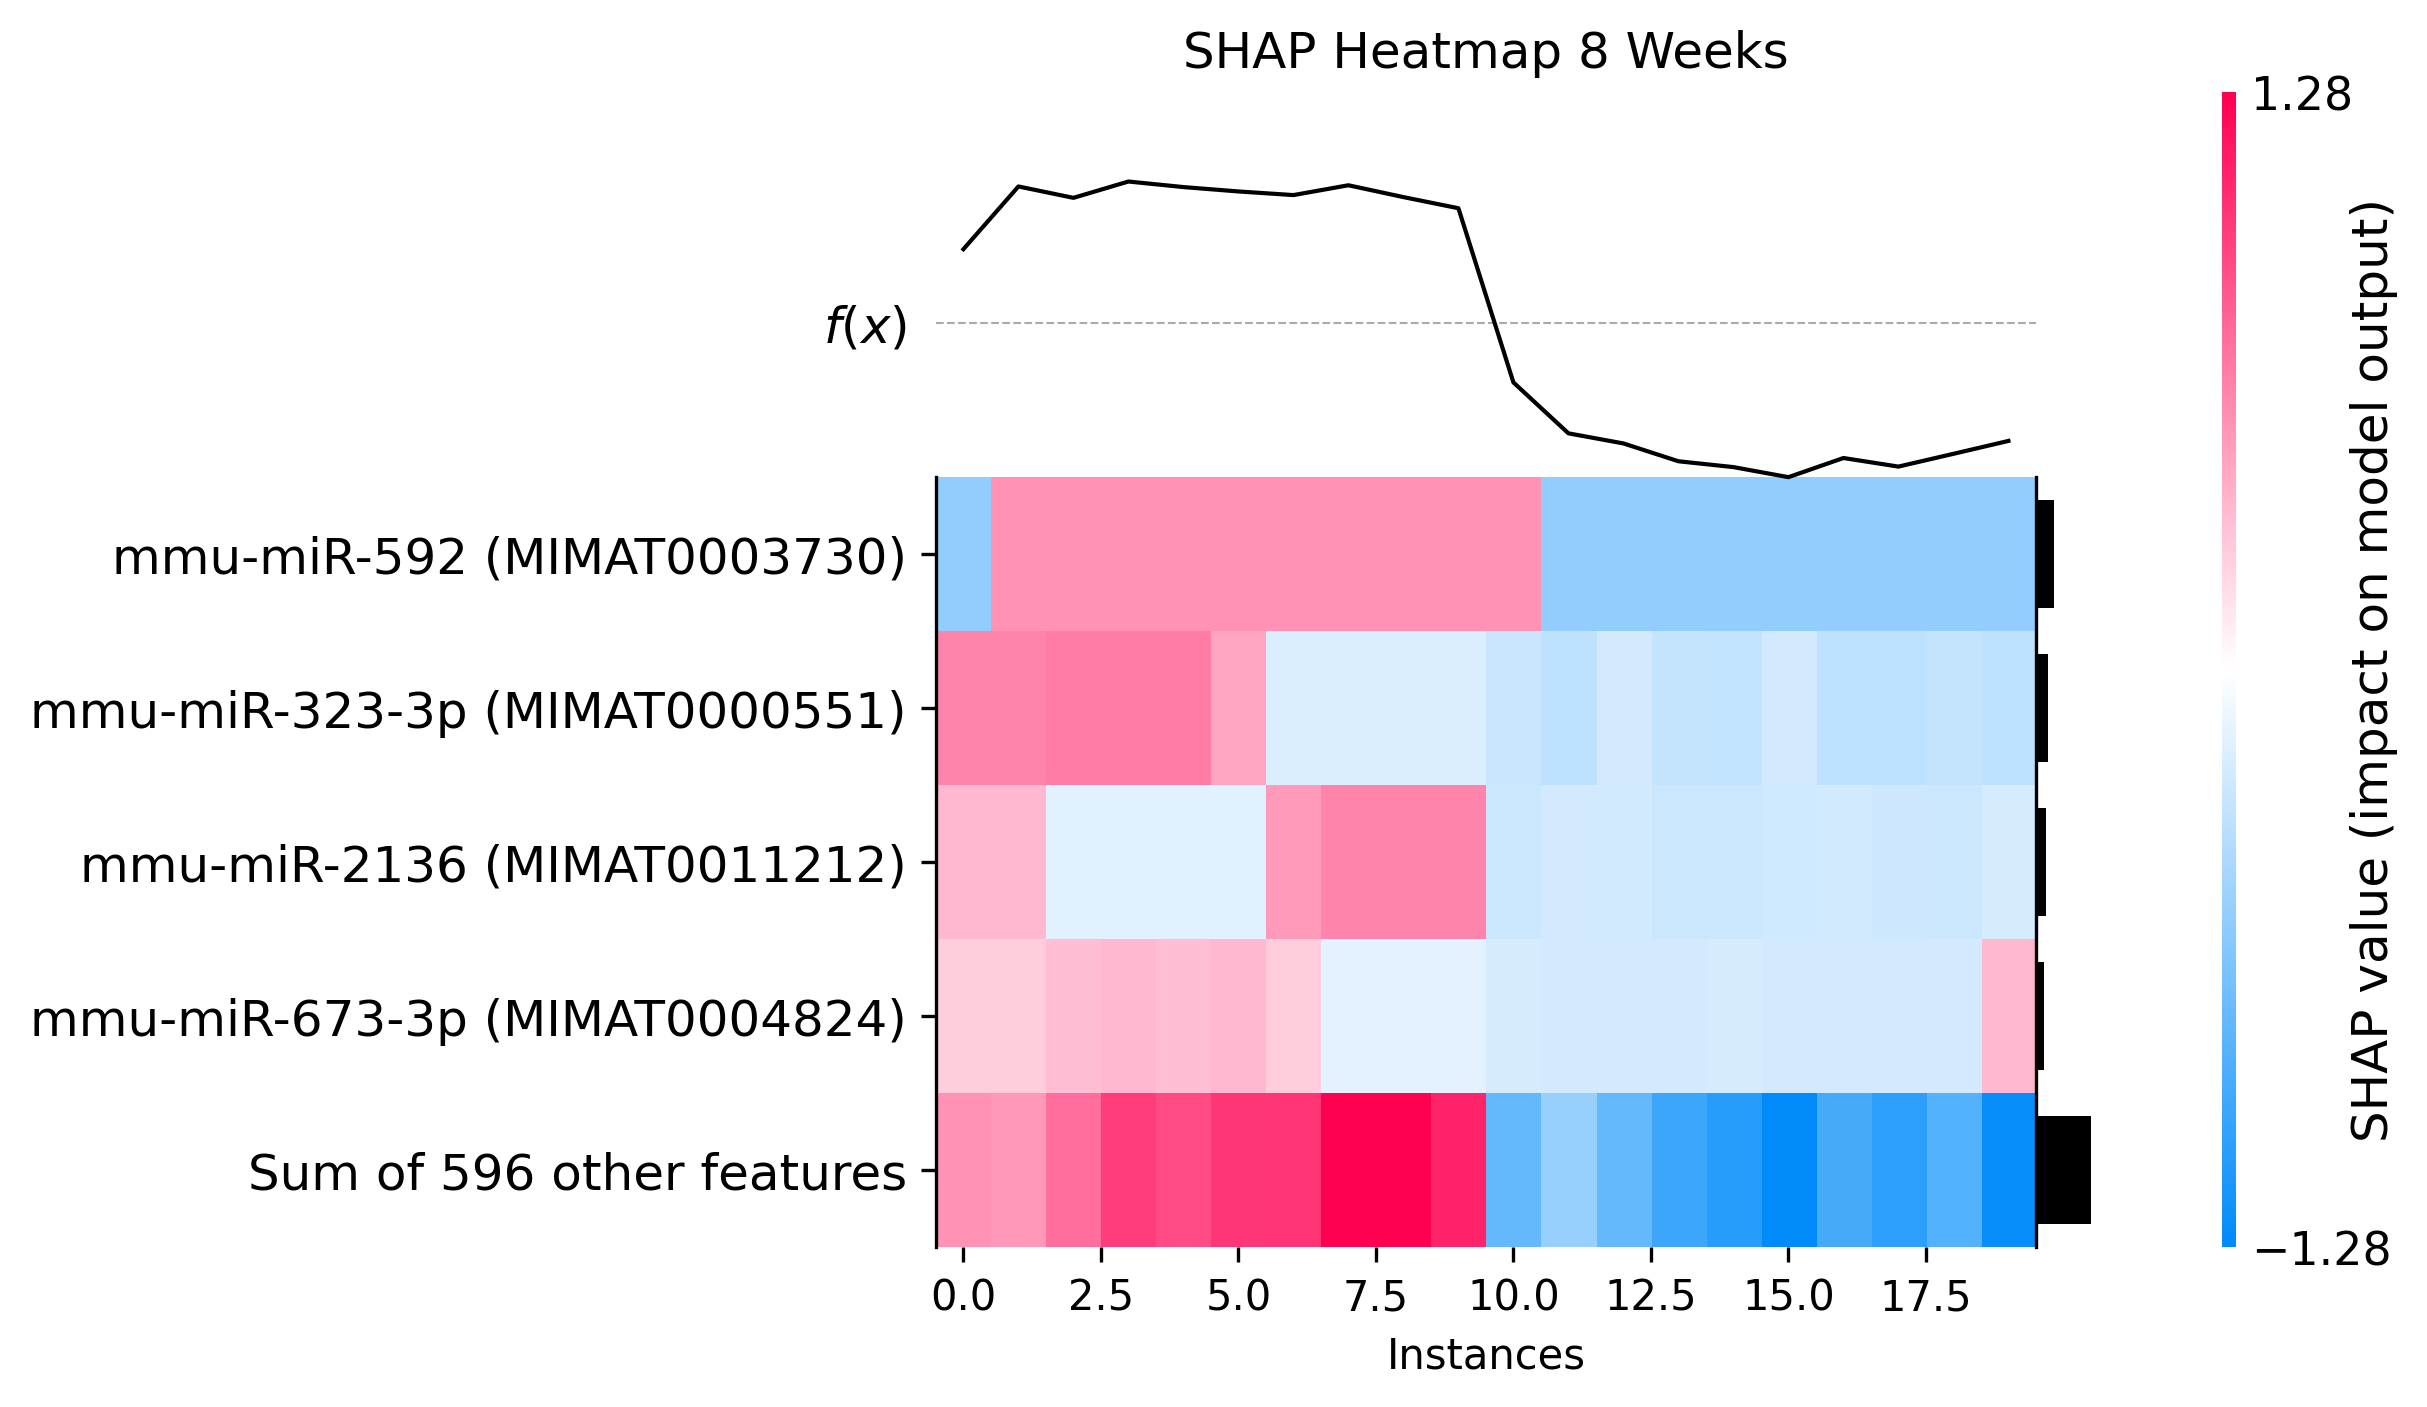 SHAP Heatmap 8 Weeks
1.28
f(x)
mmu-miR-592 (MIMAT0003730)
mmu-miR-323-3p (MIMAT0000551)
mmu-miR-2136 (MIMAT0011212)
mmu-miR-673-3p (MIMAT0004824)
Sum of 596 other features
0.0 2.5 5.0 7.5 10.0 12.5 15.0 17.5
Instances
−1.28
SHAP value (impact on model output)